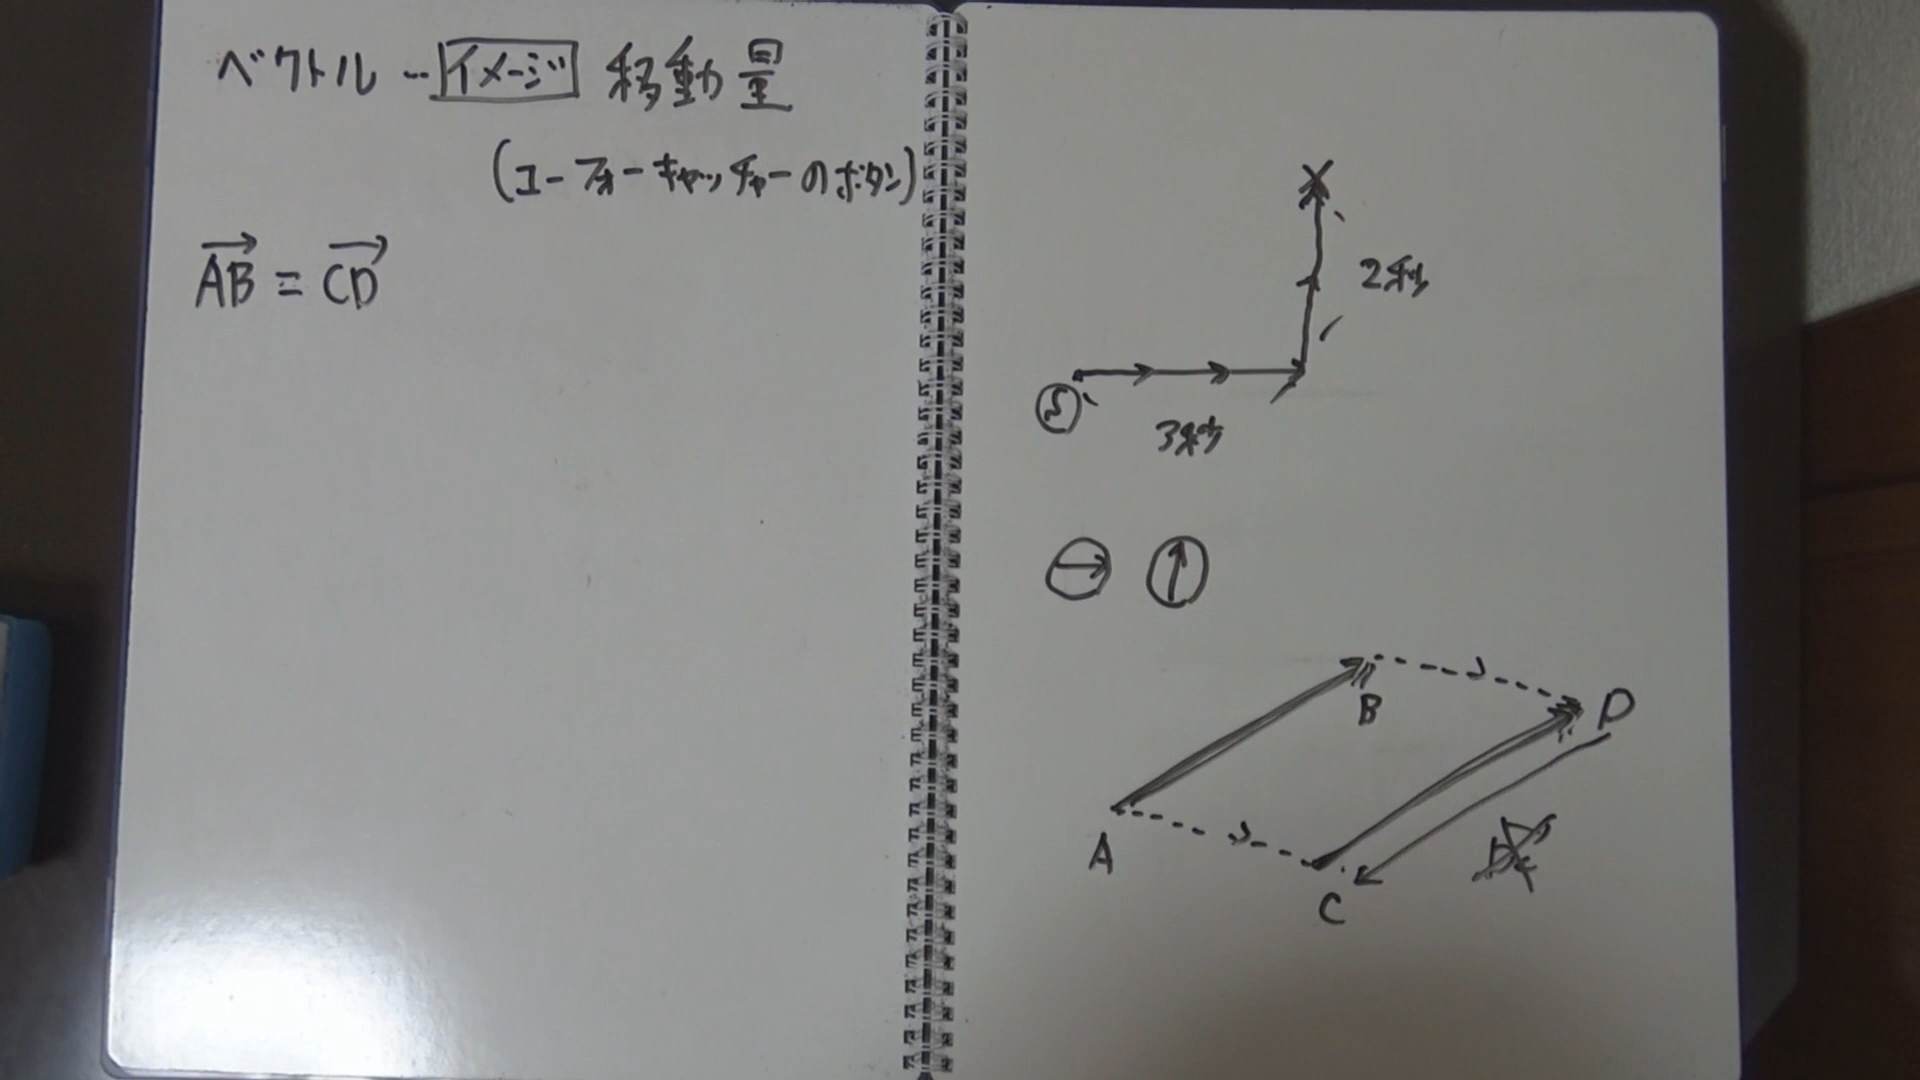 ベクトル … イメージ 移動量
(ユーフォーキャッチャーのボタン)
AB = CD
2秒
S
3秒
B
D
A
C